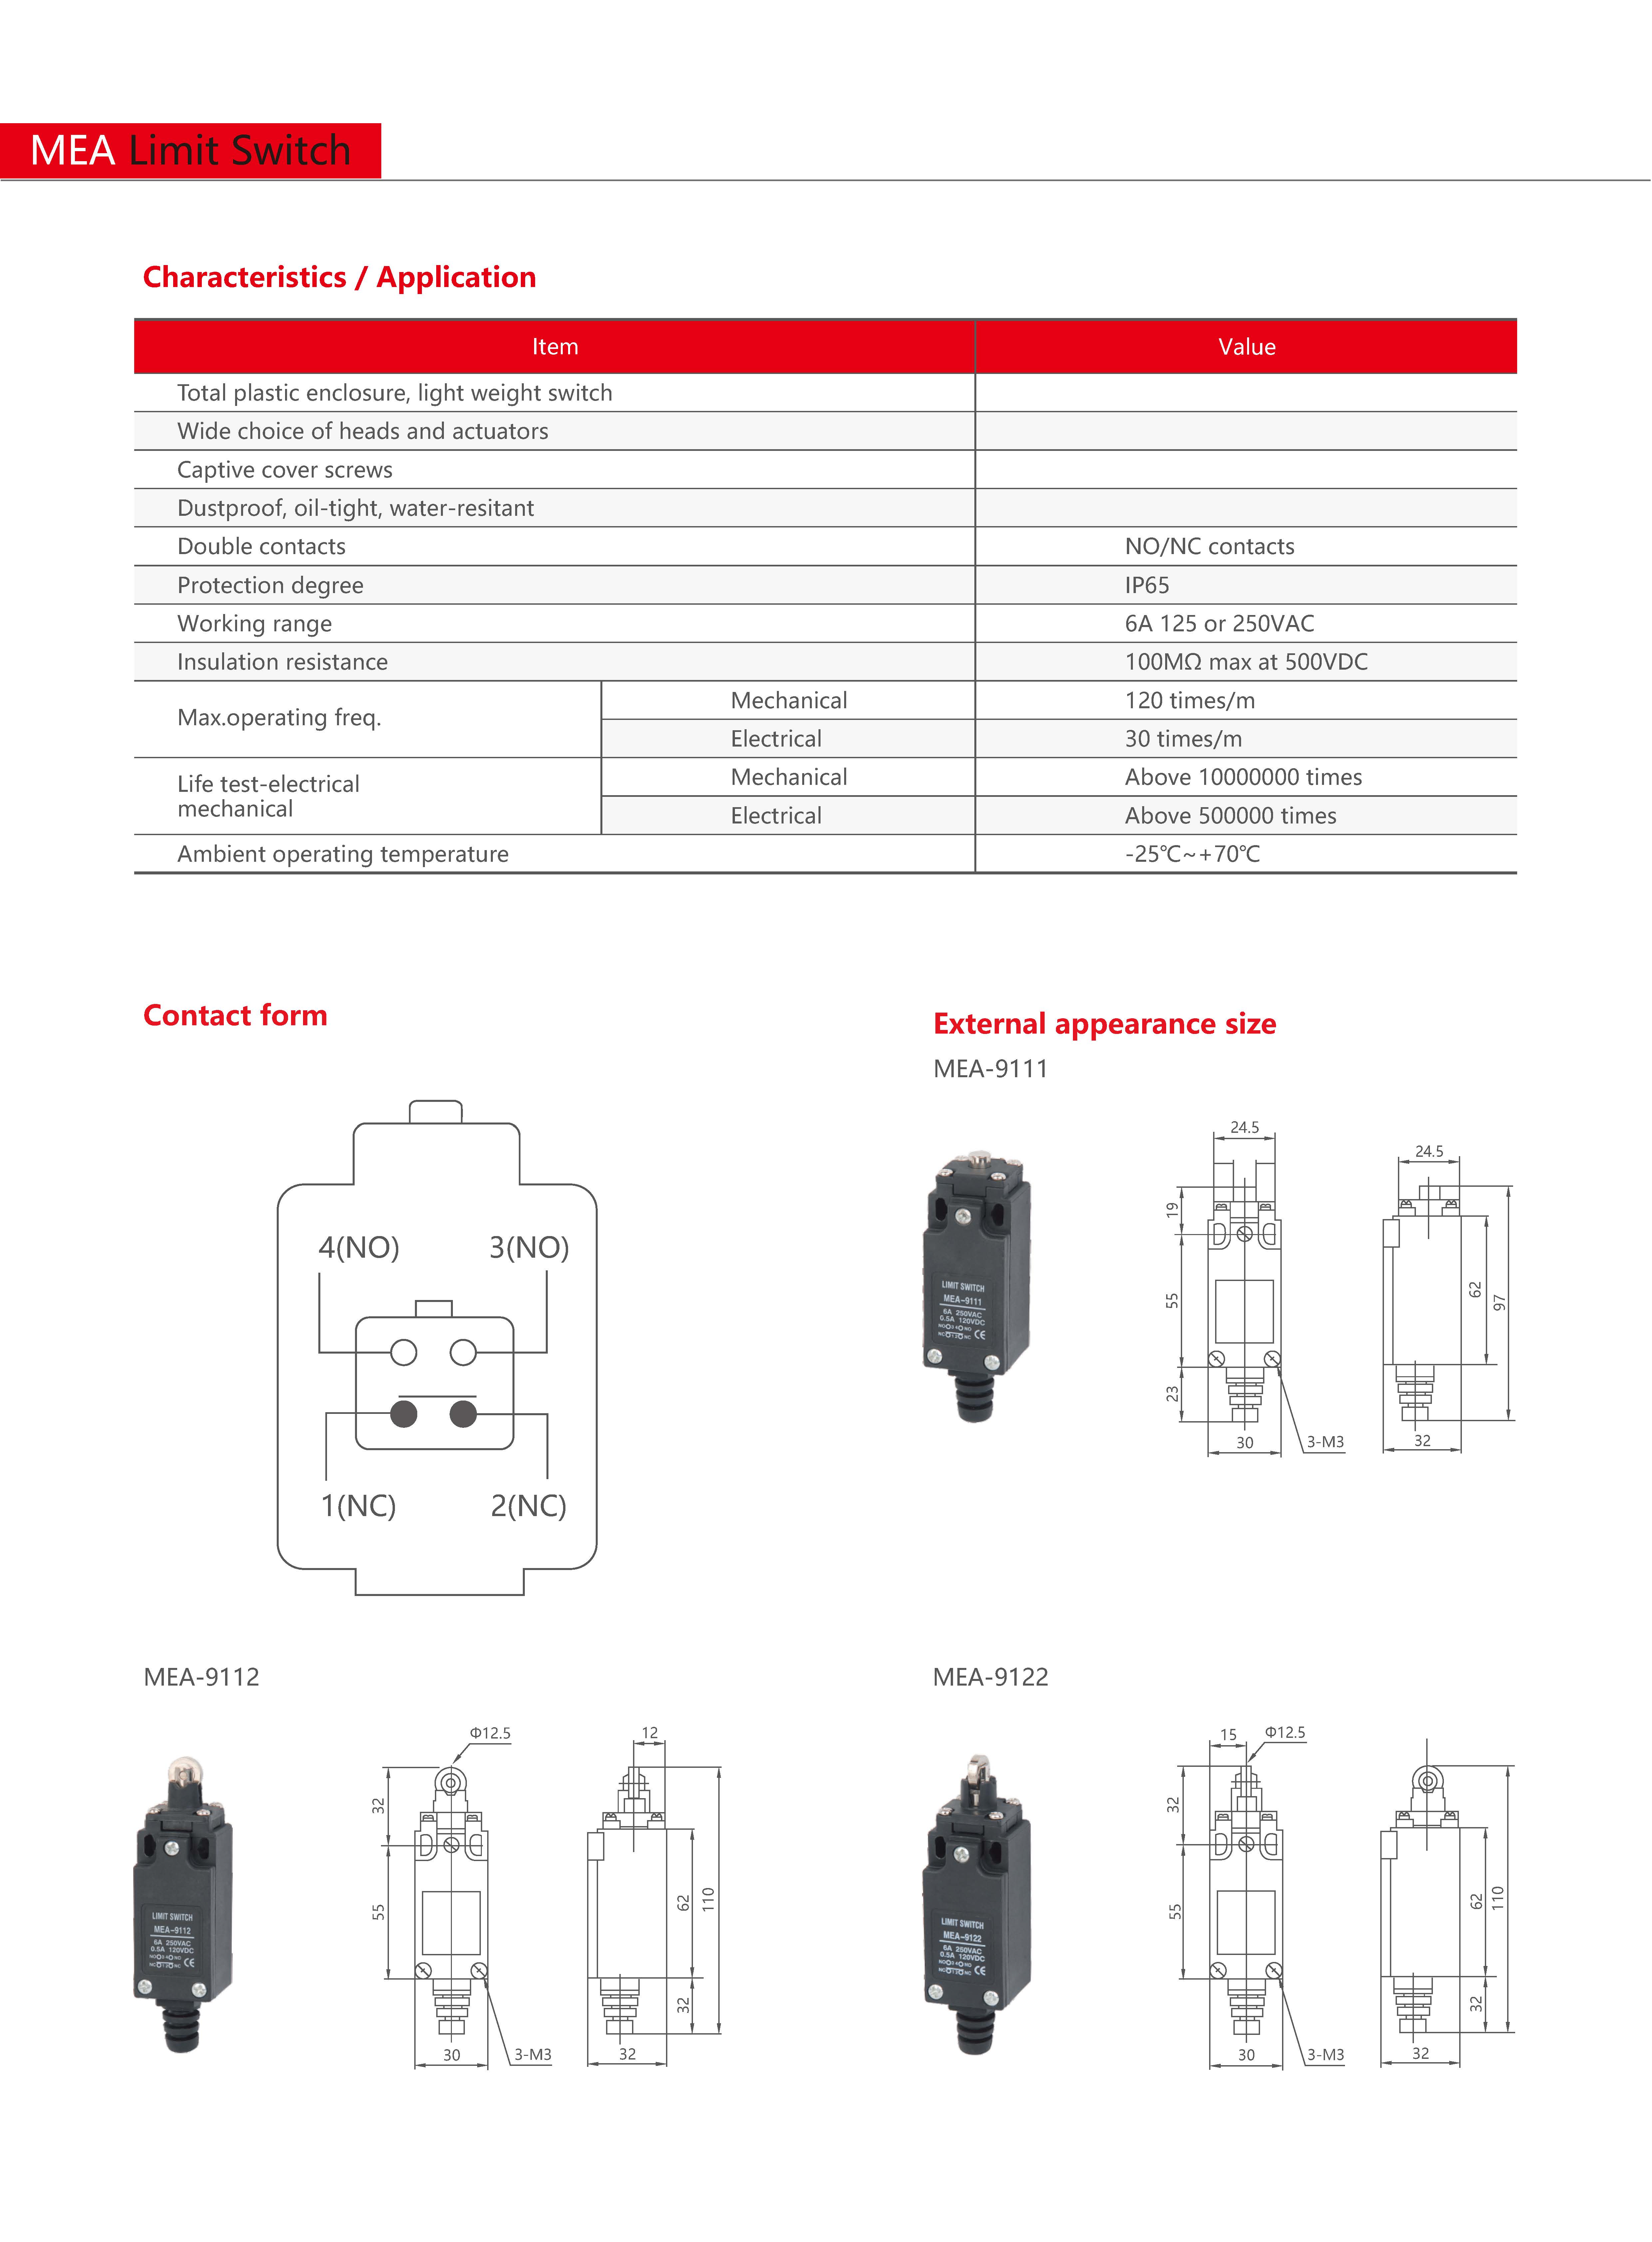 MEA Limit Switch
Characteristics / Application
Item Value
Total plastic enclosure, light weight switch
Wide choice of heads and actuators
Captive cover screws
Dustproof, oil-tight, water-resitant
Double contacts NO/NC contacts
Protection degree IP65
Working range 6A 125 or 250VAC
Insulation resistance 100MΩ max at 500VDC
Max.operating freq. Mechanical 120 times/m
Electrical 30 times/m
Life test-electrical
mechanical
Mechanical Above 10000000 times
Electrical Above 500000 times
Ambient operating temperature -25℃~+70℃
Contact form
4(NO) 3(NO)
1(NC) 2(NC)
External appearance size
MEA-9111
LIMIT SWITCH
MEA-9111
6A 250VAC
0.5A 120VDC
CE
24.5
19
55
23
30
3-M3
24.5
62
97
32
MEA-9112
LIMIT SWITCH
MEA-9112
6A 250VAC
0.5A 120VDC
CE
Φ12.5
32
55
30
3-M3
12
62
110
32
32
MEA-9122
LIMIT SWITCH
MEA-9122
6A 250VAC
0.5A 120VDC
CE
15
Φ12.5
32
55
30
3-M3
62
110
32
32